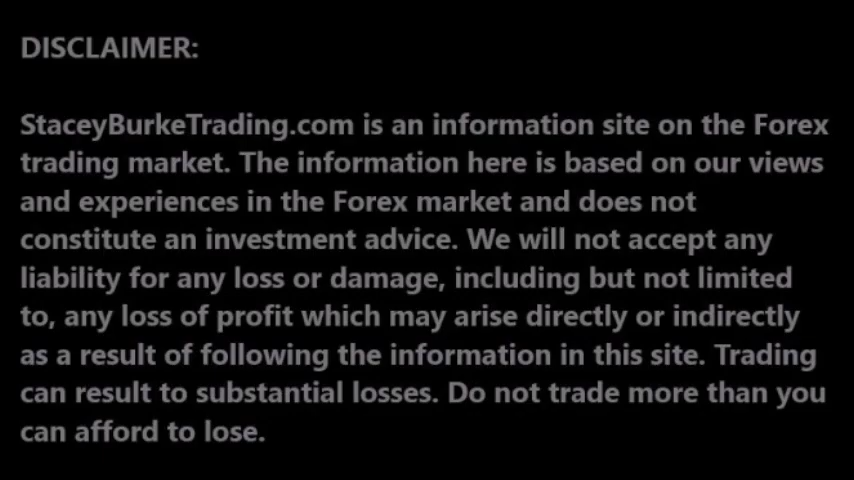 DISCLAIMER:
StaceyBurkeTrading.com is an information site on the Forex
trading market. The information here is based on our views
and experiences in the Forex market and does not
constitute an investment advice. We will not accept any
liability for any loss or damage, including but not limited
to, any loss of profit which may arise directly or indirectly
as a result of following the information in this site. Trading
can result to substantial losses. Do not trade more than you
can afford to lose.